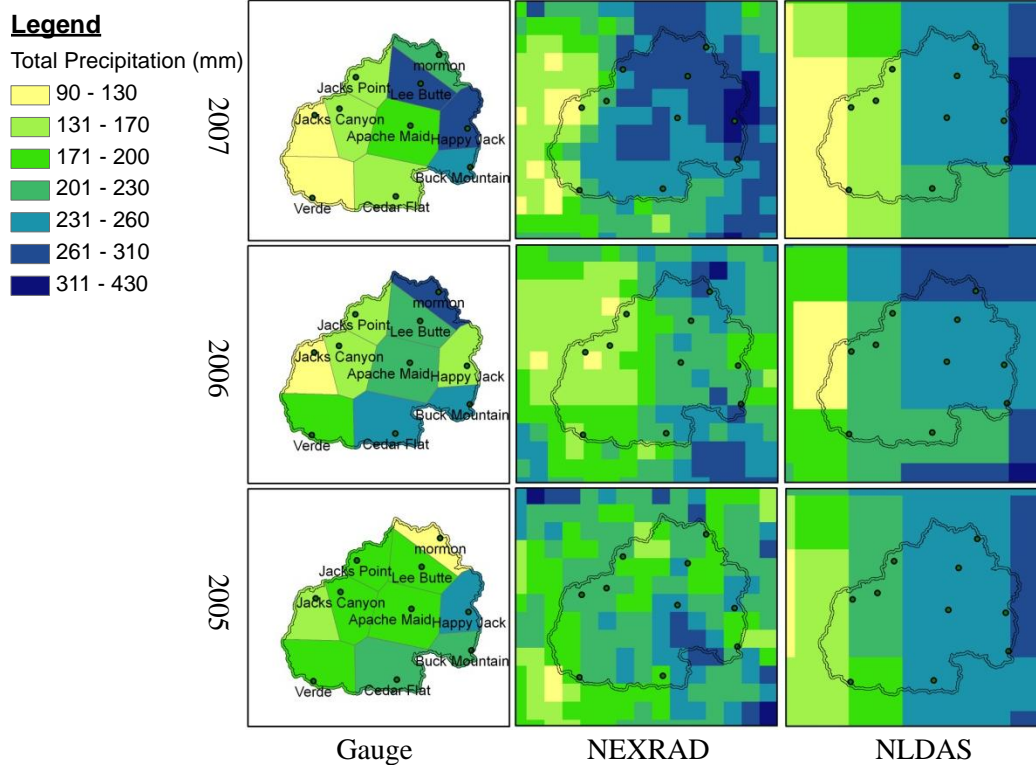 Legend
Total Precipitation (mm)
90 - 130
131 - 170
171 - 200
201 - 230
231 - 260
261 - 310
311 - 430
2007
mormon
Jacks Point
Lee Butte
Jacks Canyon
Apache Maid
Happy Jack
Buck Mountain
Verde
Cedar Flat
2006
mormon
Jacks Point
Lee Butte
Jacks Canyon
Apache Maid
Happy Jack
Buck Mountain
Verde
Cedar Flat
2005
mormon
Jacks Point
Lee Butte
Jacks Canyon
Apache Maid
Happy Jack
Buck Mountain
Verde
Cedar Flat
Gauge
NEXRAD
NLDAS